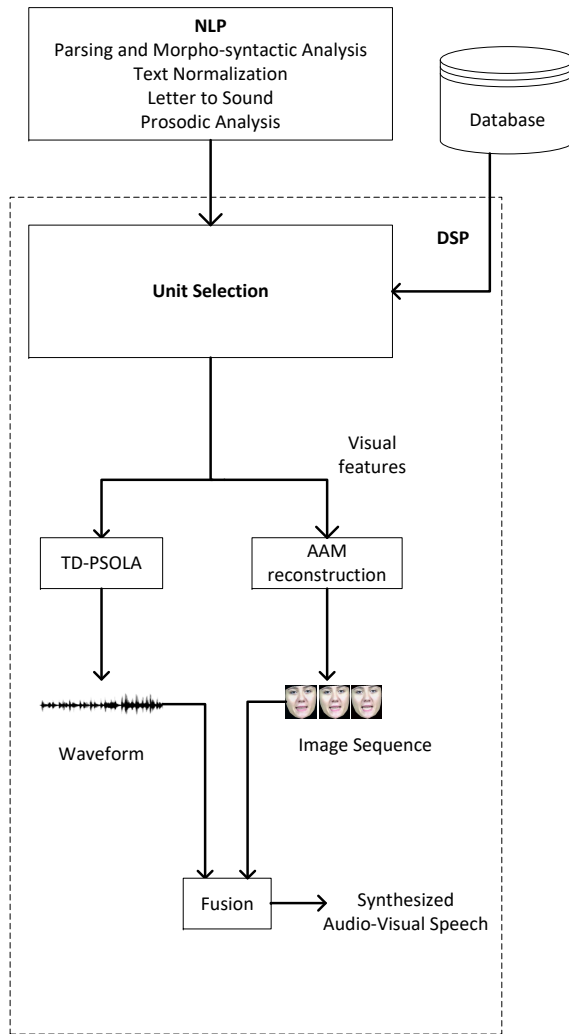 NLP
Parsing and Morpho-syntactic Analysis
Text Normalization
Letter to Sound
Prosodic Analysis
Database
DSP
Unit Selection
Visual
features
TD-PSOLA
AAM
reconstruction
Waveform
Image Sequence
Fusion
Synthesized
Audio-Visual Speech